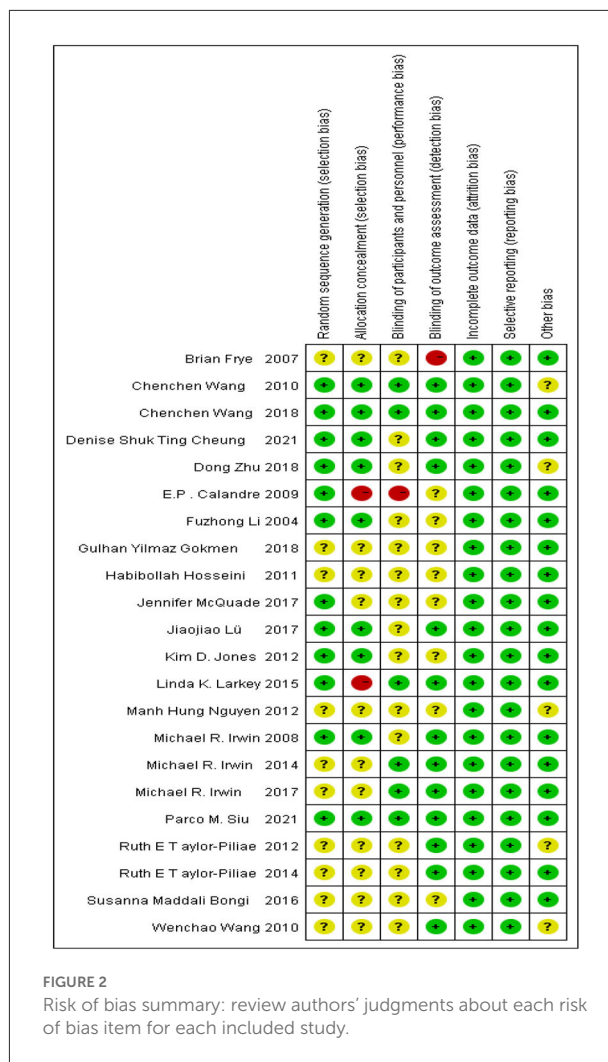 Random sequence generation (selection bias)
Allocation concealment (selection bias)
Blinding of participants and personnel (performance bias)
Blinding of outcome assessment (detection bias)
Incomplete outcome data (attrition bias)
Selective reporting (reporting bias)
Other bias
Brian Frye 2007 ? ? ? - + + +
Chenchen Wang 2010 + + + + + + ?
Chenchen Wang 2018 + + + + + + +
Denise Shuk Ting Cheung 2021 + + ? + + + +
Dong Zhu 2018 + + ? + + + ?
E.P . Calandre 2009 + - - ? + + +
Fuzhong Li 2004 + + ? ? + + +
Gulhan Yilmaz Gokmen 2018 ? ? ? ? + + +
Habibollah Hosseini 2011 ? ? ? ? + + +
Jennifer McQuade 2017 + ? ? ? + + +
Jiaojiao Lü 2017 + + ? + + + +
Kim D. Jones 2012 + + ? ? + + +
Linda K. Larkey 2015 + - + + + + +
Manh Hung Nguyen 2012 ? ? ? ? + + ?
Michael R. Irwin 2008 + + ? + + + +
Michael R. Irwin 2014 ? ? + + + + +
Michael R. Irwin 2017 ? ? + + + + +
Parco M. Siu 2021 + + + + + + +
Ruth E T aylor-Piliae 2012 ? ? ? + + + ?
Ruth E T aylor-Piliae 2014 ? ? ? + + + +
Susanna Maddali Bongi 2016 ? ? ? ? + + +
Wenchao Wang 2010 ? ? ? + + + ?
FIGURE 2
Risk of bias summary: review authors' judgments about each risk
of bias item for each included study.